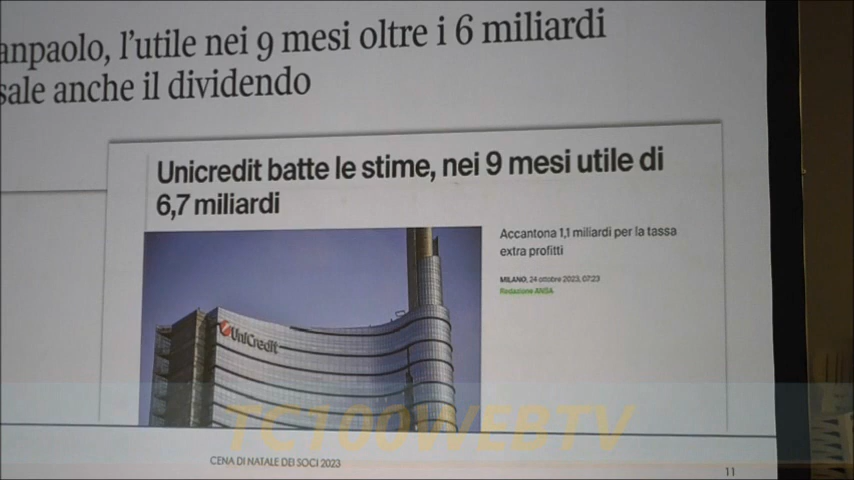 anpaolo, l'utile nei 9 mesi oltre i 6 miliardi
sale anche il dividendo
Unicredit batte le stime, nei 9 mesi utile di
6,7 miliardi
Accantona 1,1 miliardi per la tassa
extra profitti
MILANO, 24 ottobre 2023, 07:23
Redazione ANSA
UniCredit
TC100WEBTV
CENA DI NATALE DEI SOCI 2023
11